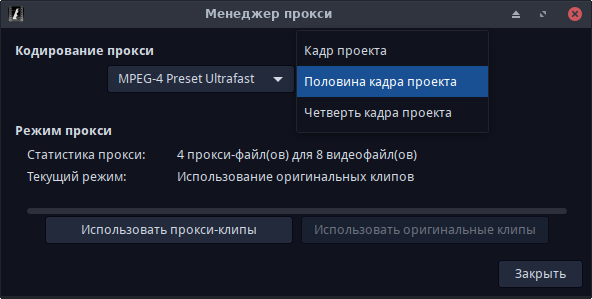 Менеджер прокси
Кодирование прокси
MPEG-4 Preset Ultrafast
Кадр проекта
Половина кадра проекта
Четверть кадра проекта
Режим прокси
Статистика прокси: 4 прокси-файл(ов) для 8 видеофайл(ов)
Текущий режим: Использование оригинальных клипов
Использовать прокси-клипы Использовать оригинальные клипы
Закрыть